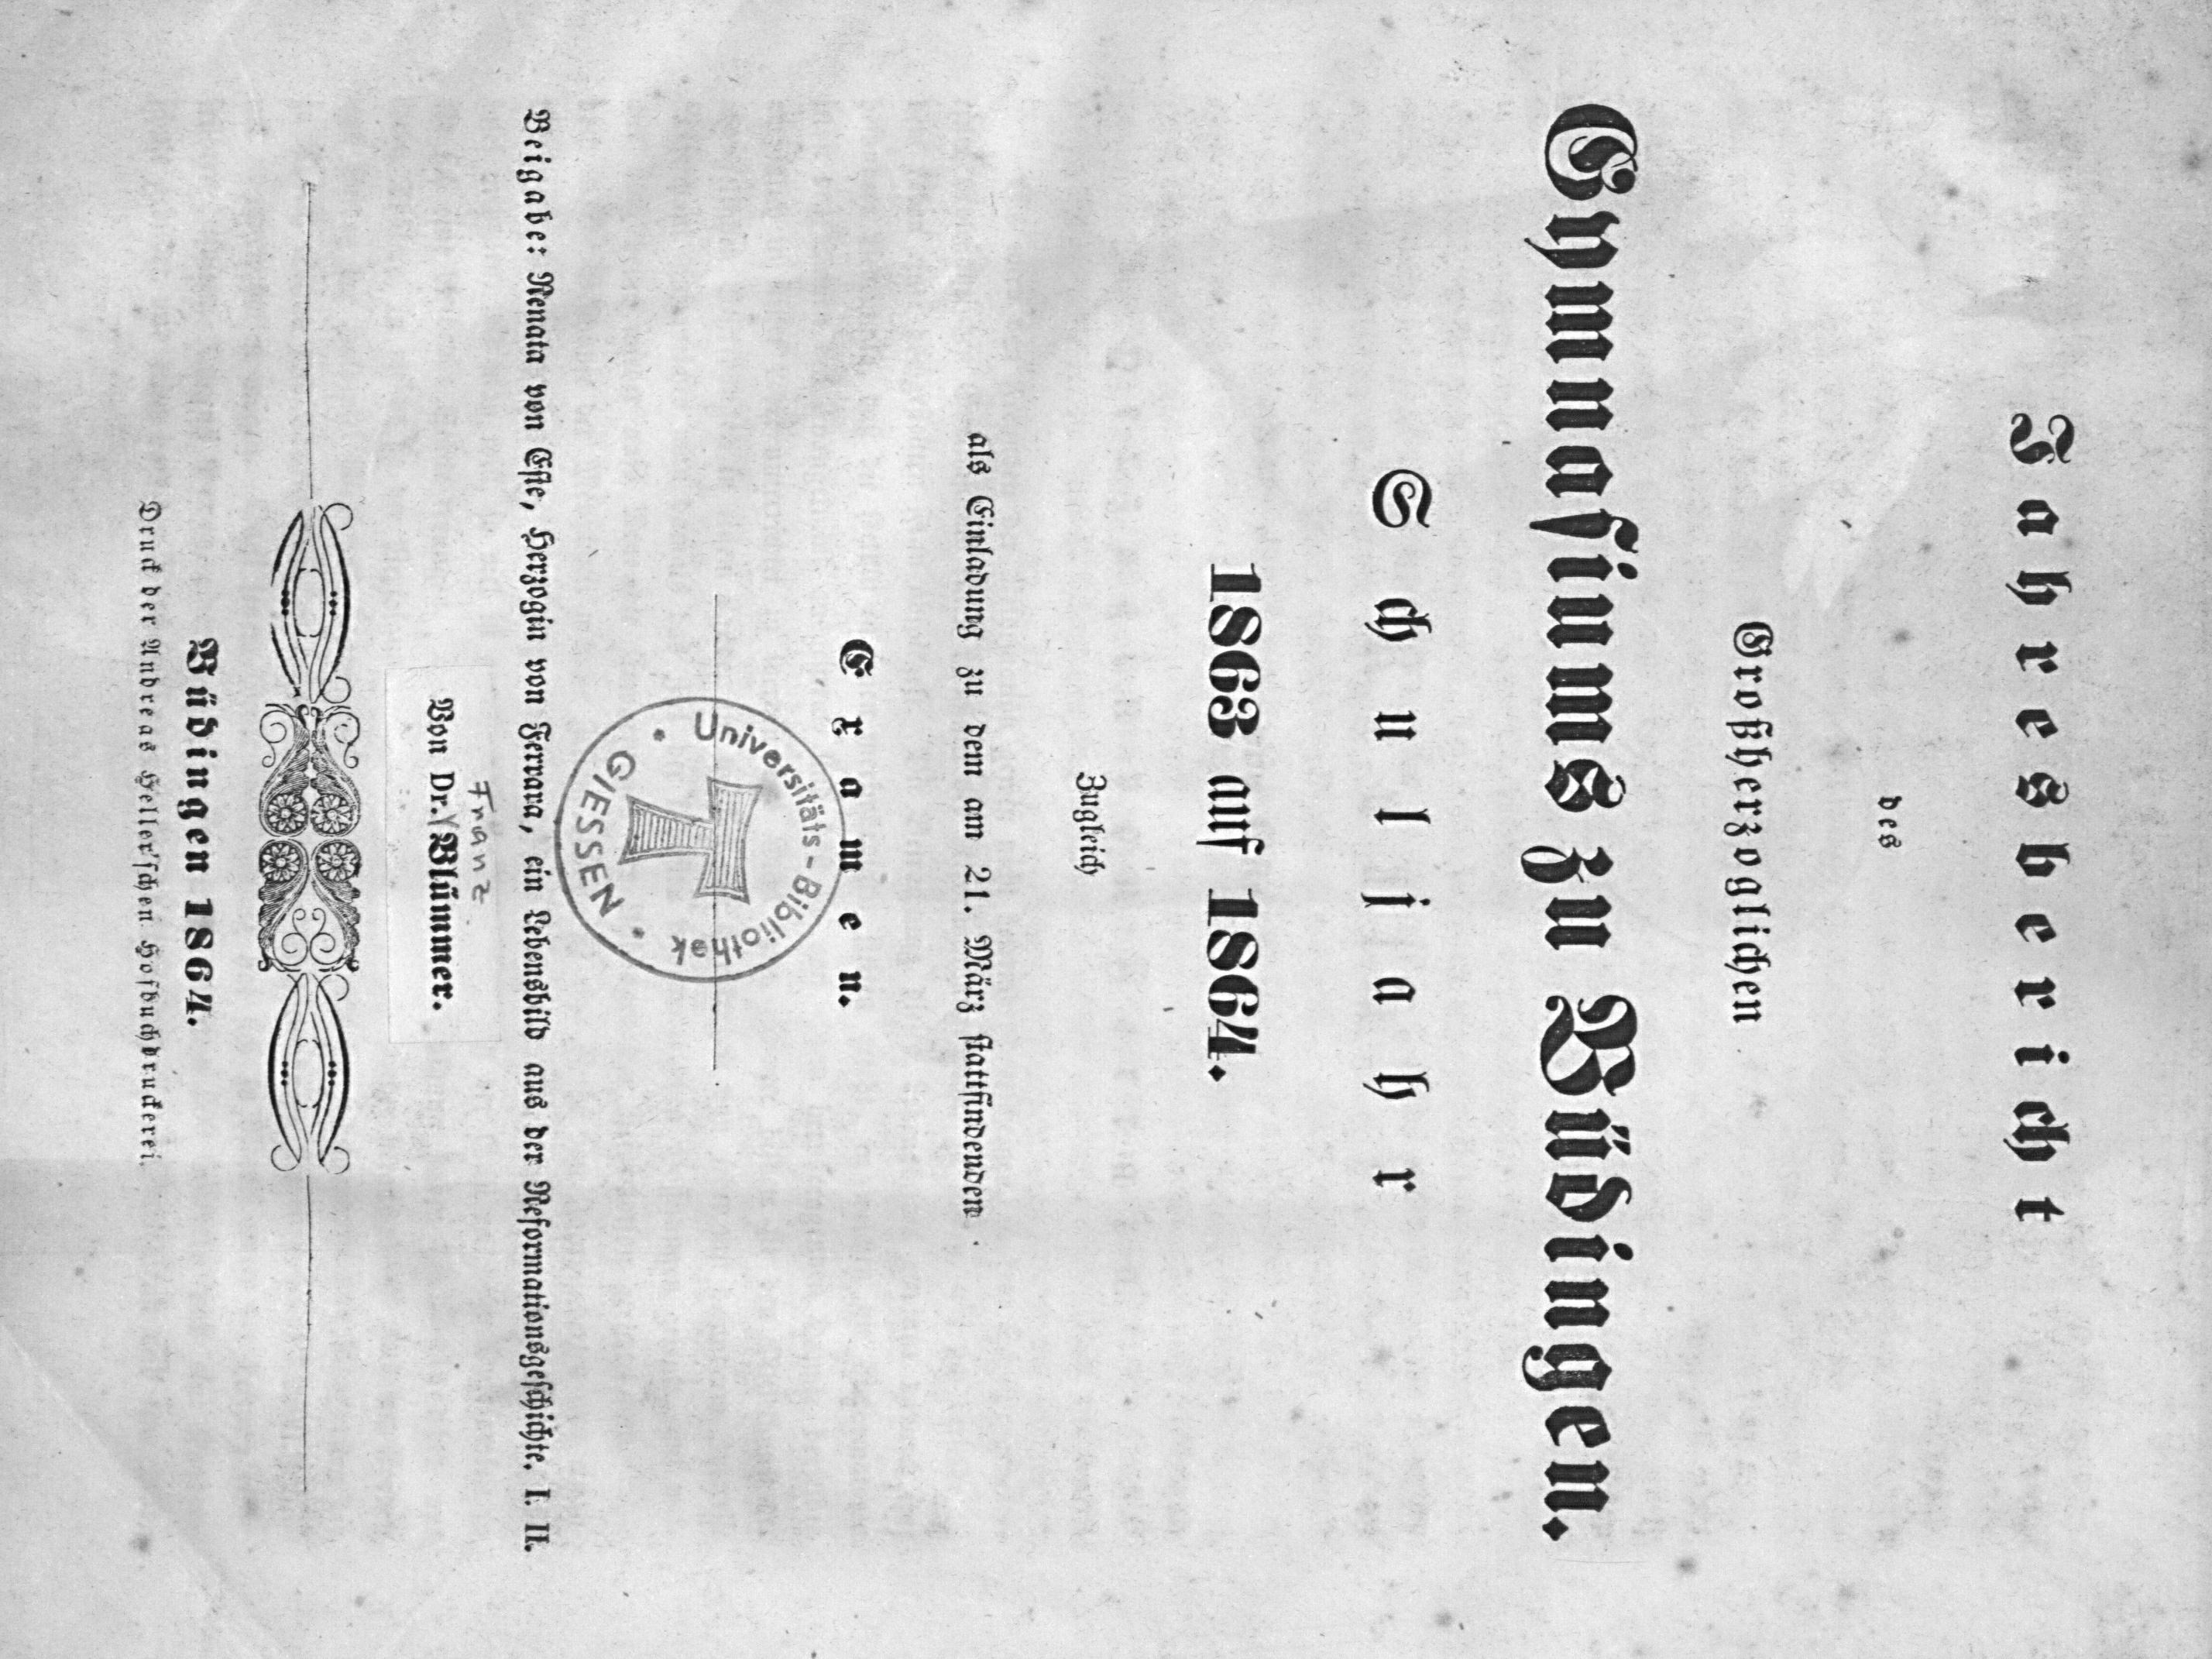 Jahresbericht
des
Großherzoglichen
Gymnasiums zu Büdingen.
Schuljahr
1863 auf 1864.
Zugleich
als Einladung zu dem am 21. März stattfindenden
Examen.
Universitäts-Bibliothek
GIESSEN
Beigabe: Renata von Este, Herzogin von Ferrara, ein Lebensbild aus der Reformationsgeschichte. I. II.
Franz
Von Dr. Blümmer.
Büdingen 1864.
Druck der Andreas Heller'schen Hofbuchdruckerei.